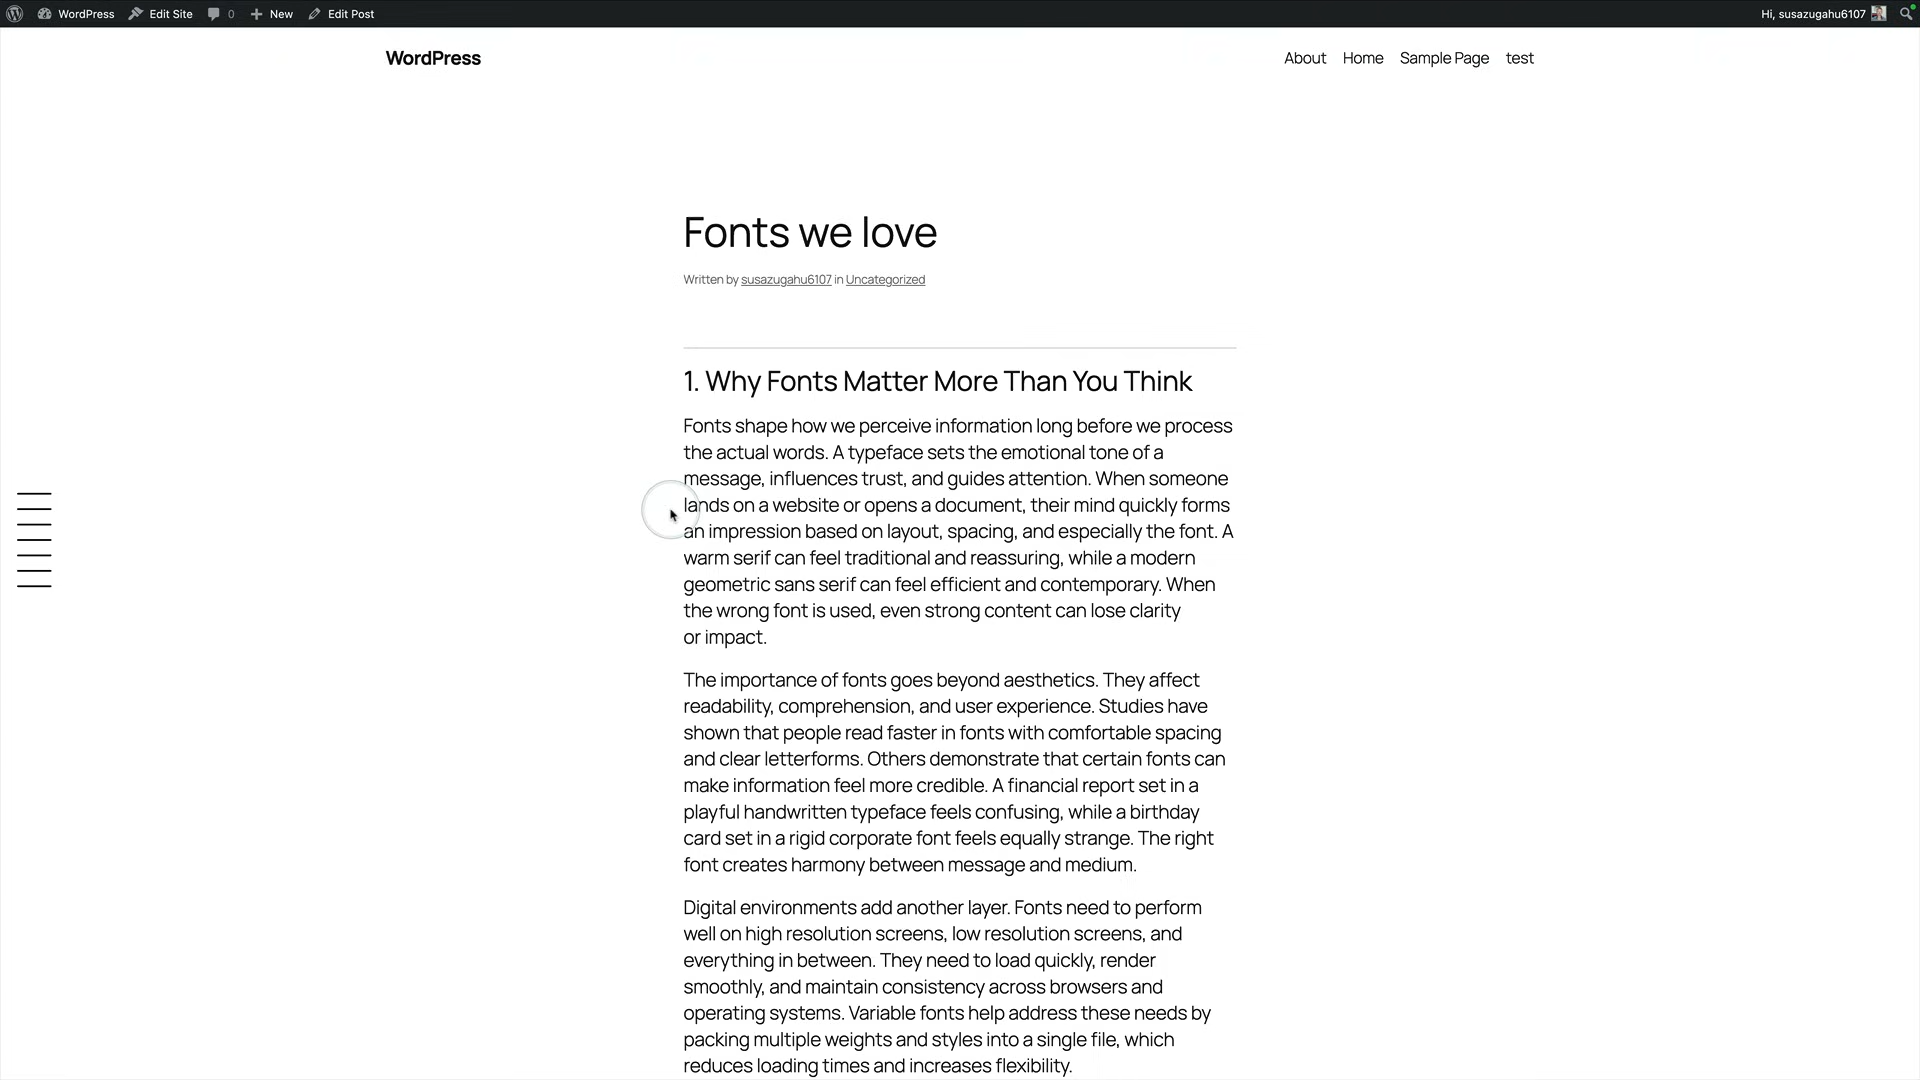 WordPress Edit Site 0 New Edit Post Hi, susazugahu6107
WordPress About Home Sample Page test
Fonts we love
Written by susazugahu6107 in Uncategorized
1. Why Fonts Matter More Than You Think
Fonts shape how we perceive information long before we process
the actual words. A typeface sets the emotional tone of a
message, influences trust, and guides attention. When someone
lands on a website or opens a document, their mind quickly forms
an impression based on layout, spacing, and especially the font. A
warm serif can feel traditional and reassuring, while a modern
geometric sans serif can feel efficient and contemporary. When
the wrong font is used, even strong content can lose clarity
or impact.
The importance of fonts goes beyond aesthetics. They affect
readability, comprehension, and user experience. Studies have
shown that people read faster in fonts with comfortable spacing
and clear letterforms. Others demonstrate that certain fonts can
make information feel more credible. A financial report set in a
playful handwritten typeface feels confusing, while a birthday
card set in a rigid corporate font feels equally strange. The right
font creates harmony between message and medium.
Digital environments add another layer. Fonts need to perform
well on high resolution screens, low resolution screens, and
everything in between. They need to load quickly, render
smoothly, and maintain consistency across browsers and
operating systems. Variable fonts help address these needs by
packing multiple weights and styles into a single file, which
reduces loading times and increases flexibility.